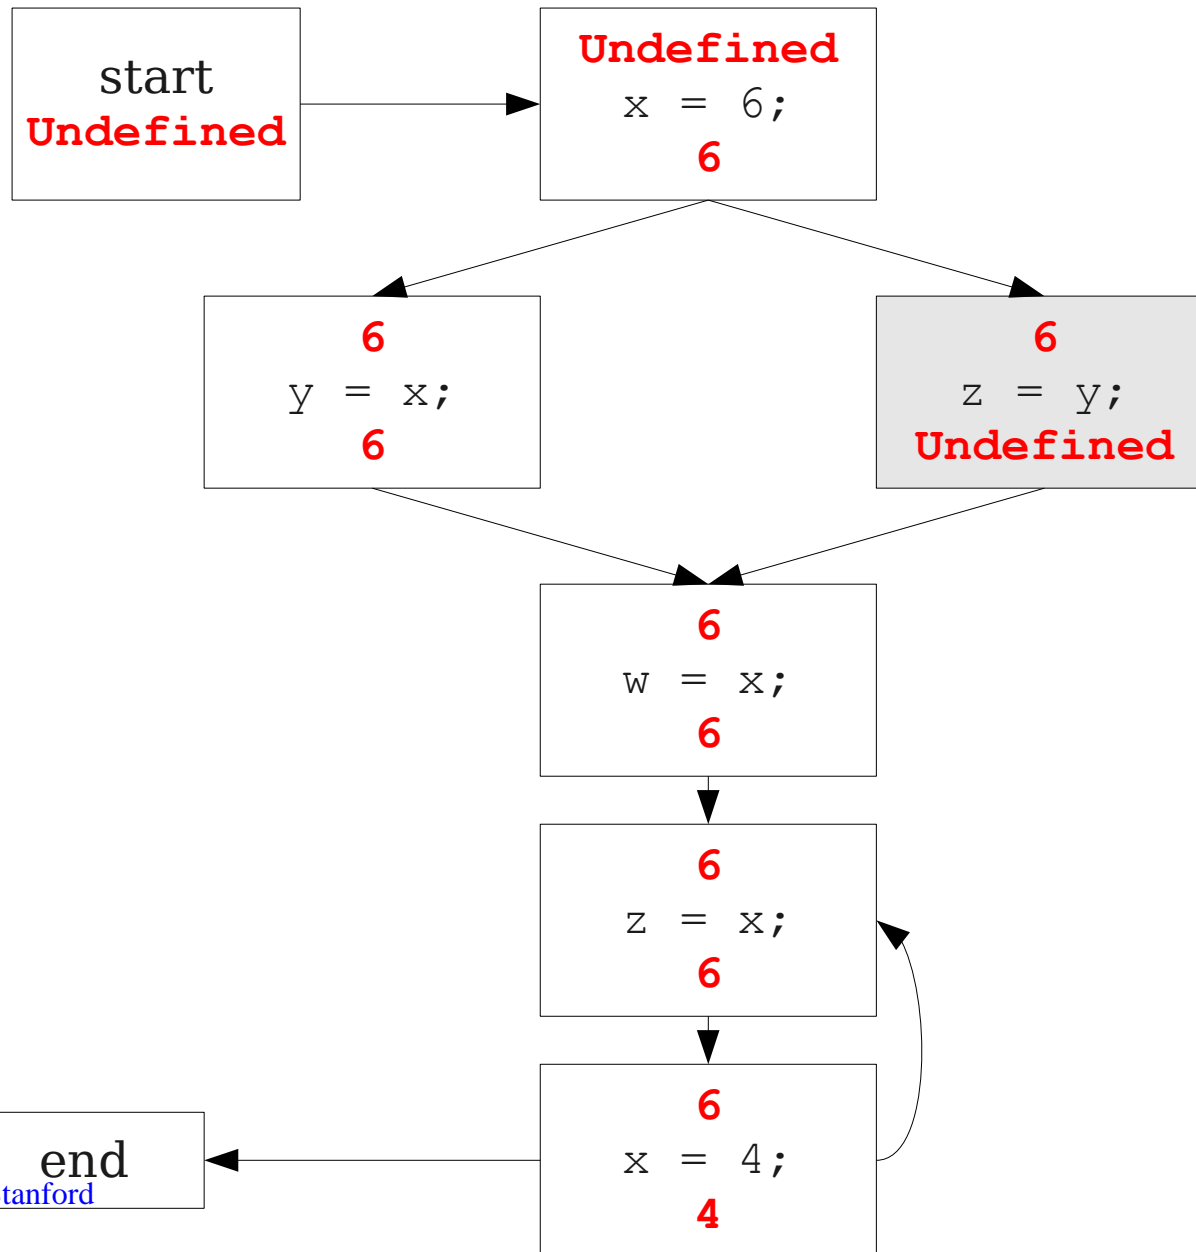 start
Undefined
Undefined
x = 6;
6
6
y = x;
6
6
z = y;
Undefined
6
w = x;
6
6
z = x;
6
6
x = 4;
4
end
tanford